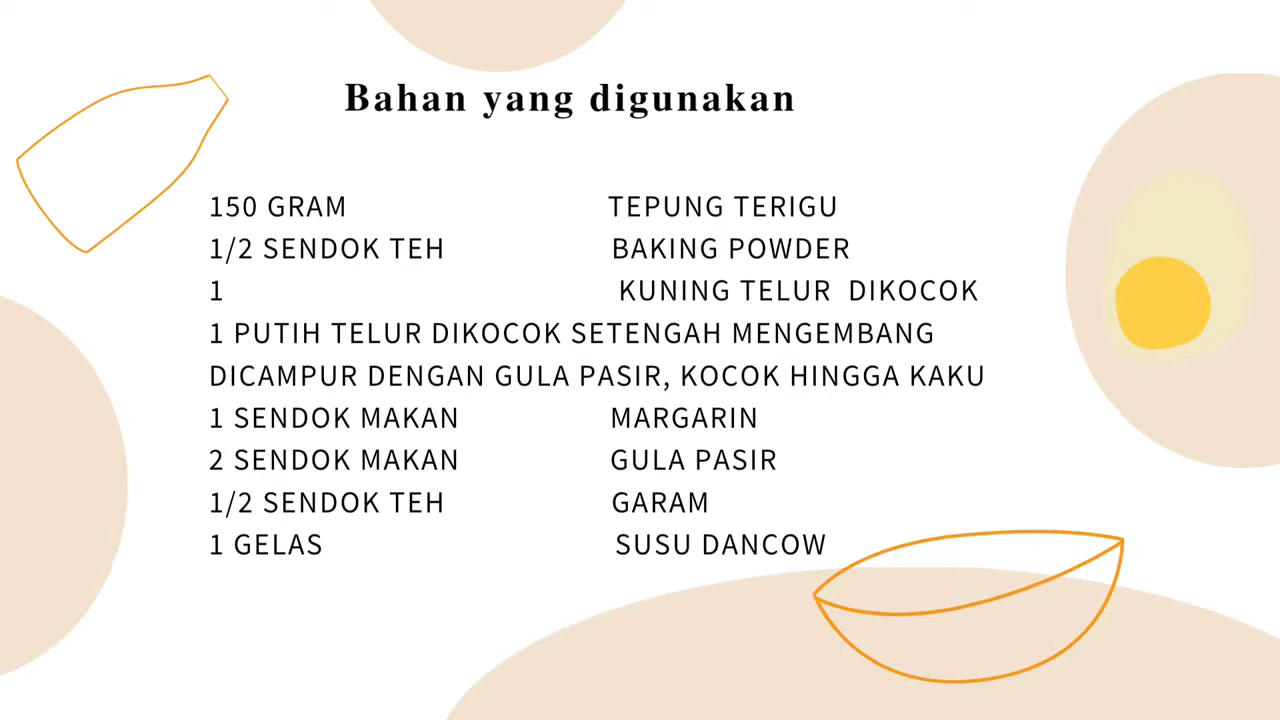 Bahan yang digunakan
150 GRAM TEPUNG TERIGU
1/2 SENDOK TEH BAKING POWDER
1 KUNING TELUR DIKOCOK
1 PUTIH TELUR DIKOCOK SETENGAH MENGEMBANG
DICAMPUR DENGAN GULA PASIR, KOCOK HINGGA KAKU
1 SENDOK MAKAN MARGARIN
2 SENDOK MAKAN GULA PASIR
1/2 SENDOK TEH GARAM
1 GELAS SUSU DANCOW